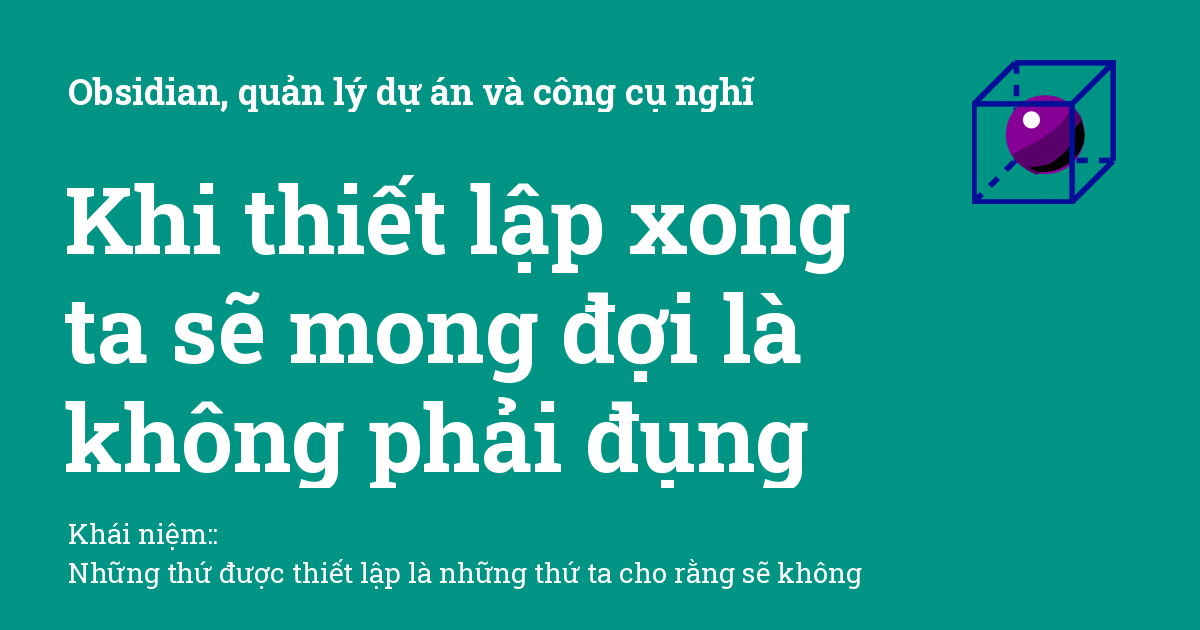 Obsidian, quản lý dự án và công cụ nghĩ
Khi thiết lập xong
ta sẽ mong đợi là
không phải đụng
Khái niệm::
Những thứ được thiết lập là những thứ ta cho rằng sẽ không